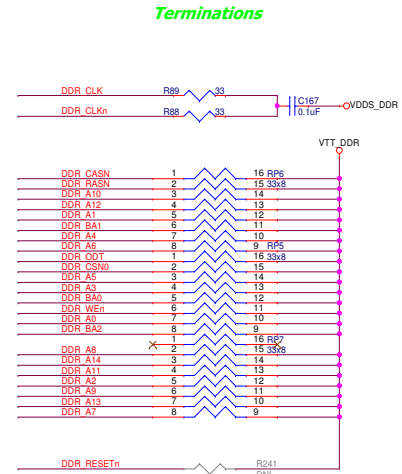 Terminations
DDR_CLK R89 33
C167
DDR_CLKn R88 33 0.1uF VDDS_DDR
VTT_DDR
DDR_CASN 1 16 RP6
DDR_RASN 2 15 33x8
DDR_A10 3 14
DDR_A12 4 13
DDR_A1 5 12
DDR_BA1 6 11
DDR_A4 7 10
DDR_A6 8 9 RP5
DDR_ODT 1 16 33x8
DDR_CSN0 2 15
DDR_A5 3 14
DDR_A3 4 13
DDR_BA0 5 12
DDR_WEn 6 11
DDR_A0 7 10
DDR_BA2 8 9
1 16 RP7
DDR_A8 2 15 33x8
DDR_A14 3 14
DDR_A11 4 13
DDR_A2 5 12
DDR_A9 6 11
DDR_A13 7 10
DDR_A7 8 9
DDR_RESETn R241